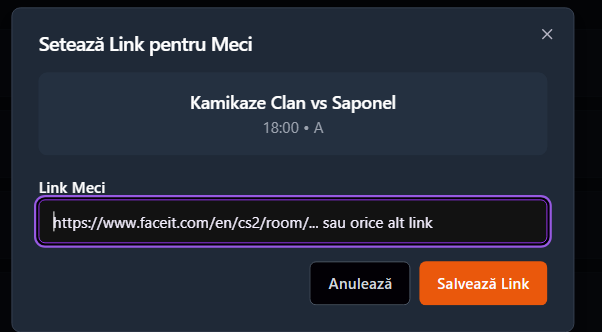 Setează Link pentru Meci
Kamikaze Clan vs Saponel
18:00 • A
Link Meci
https://www.faceit.com/en/cs2/room/... sau orice alt link
Anulează
Salvează Link